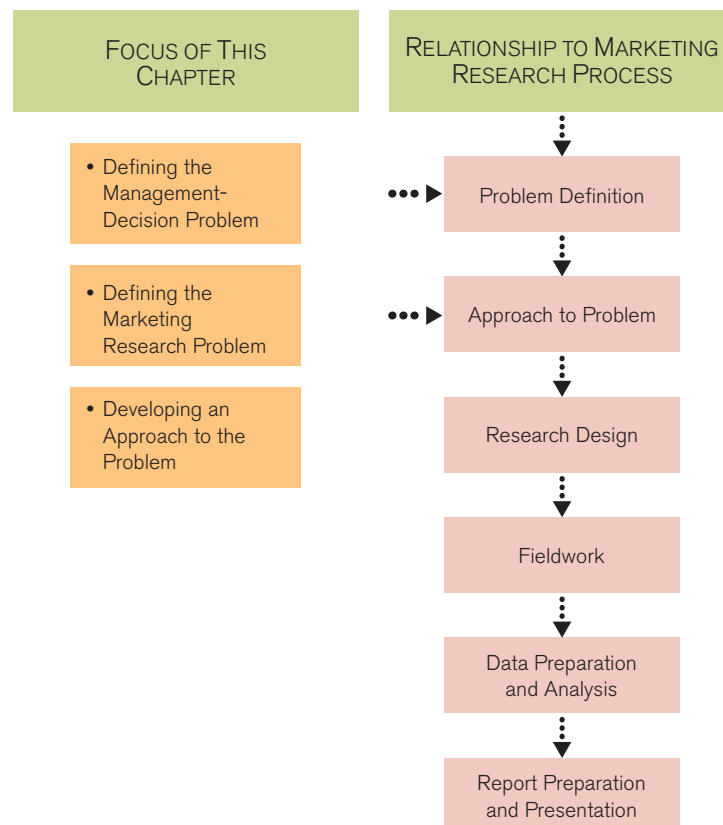 FOCUS OF THIS
CHAPTER
RELATIONSHIP TO MARKETING
RESEARCH PROCESS
• Defining the
Management-
Decision Problem
• Defining the
Marketing
Research Problem
• Developing an
Approach to the
Problem
Problem Definition
Approach to Problem
Research Design
Fieldwork
Data Preparation
and Analysis
Report Preparation
and Presentation